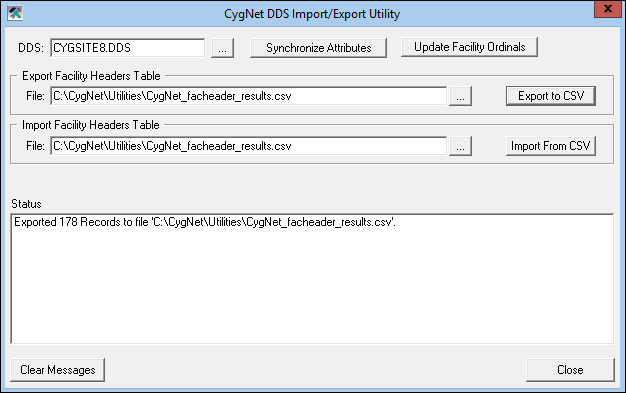 CygNet DDS Import/Export Utility
x
DDS: CYGSITE8.DDS ... Synchronize Attributes Update Facility Ordinals
Export Facility Headers Table
File: C:\CygNet\Utilities\CygNet_facheader_results.csv ... Export to CSV
Import Facility Headers Table
File: C:\CygNet\Utilities\CygNet_facheader_results.csv ... Import From CSV
Status
Exported 178 Records to file 'C:\CygNet\Utilities\CygNet_facheader_results.csv'.
Clear Messages Close